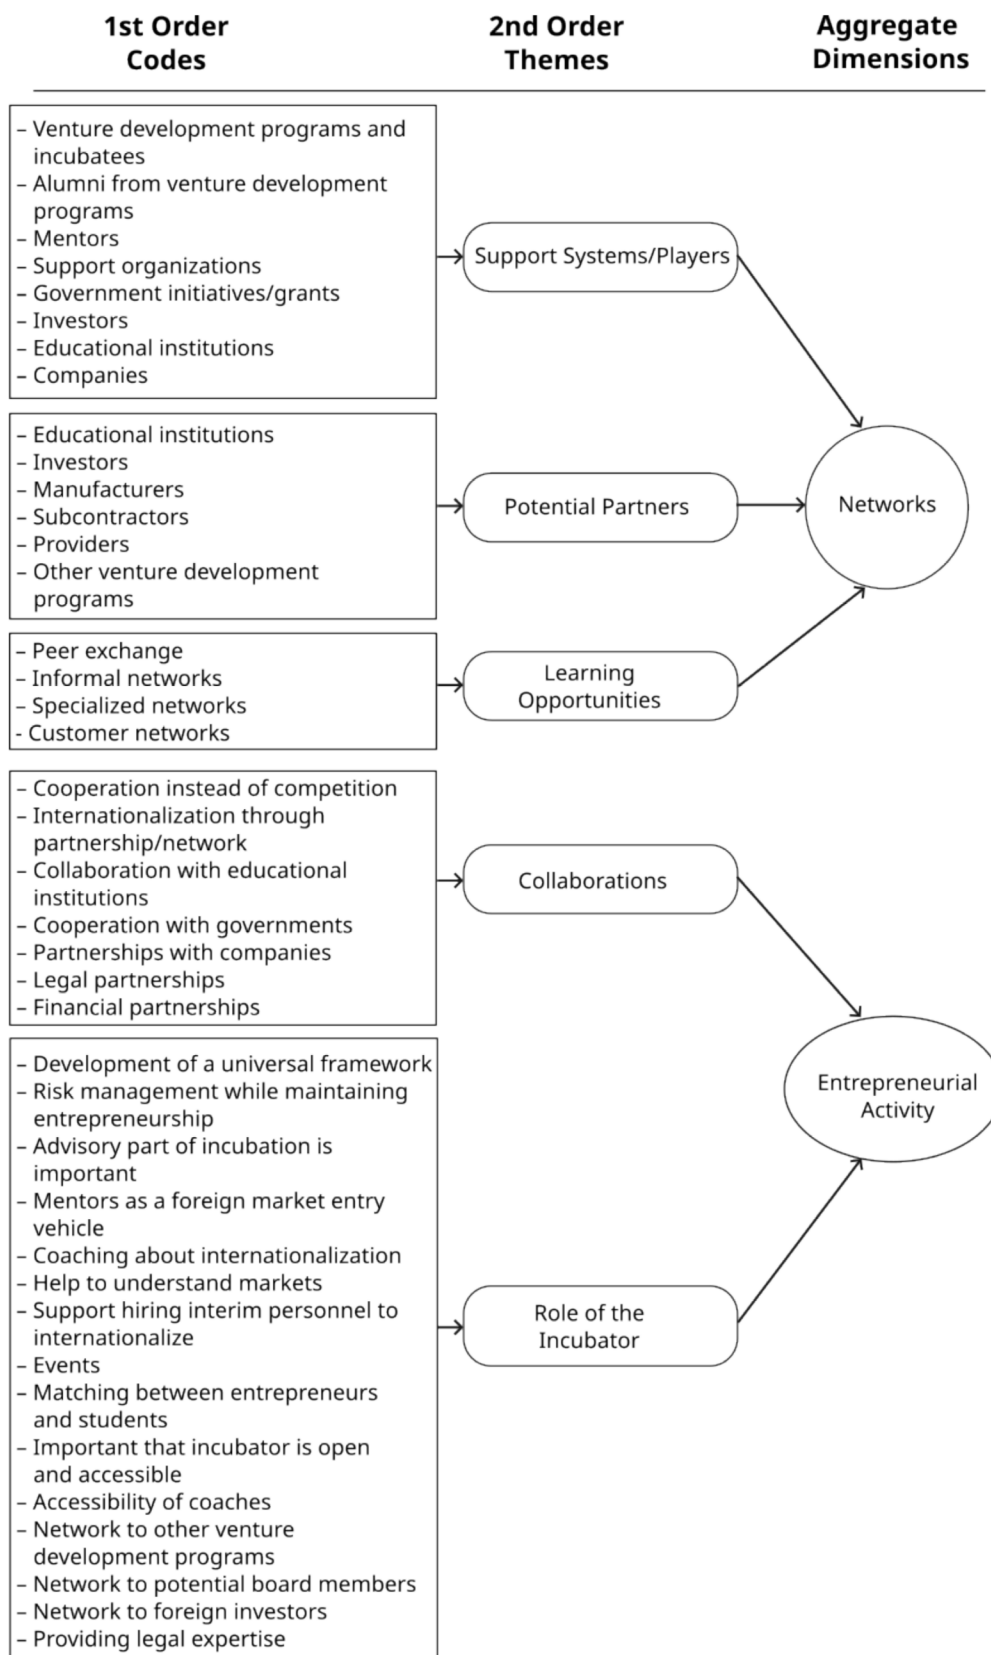 1st Order
Codes
2nd Order
Themes
Aggregate
Dimensions
– Venture development programs and
incubatees
– Alumni from venture development
programs
– Mentors
– Support organizations
– Government initiatives/grants
– Investors
– Educational institutions
– Companies
Support Systems/Players
– Educational institutions
– Investors
– Manufacturers
– Subcontractors
– Providers
– Other venture development
programs
Potential Partners
Networks
– Peer exchange
– Informal networks
– Specialized networks
- Customer networks
Learning
Opportunities
– Cooperation instead of competition
– Internationalization through
partnership/network
– Collaboration with educational
institutions
– Cooperation with governments
– Partnerships with companies
– Legal partnerships
– Financial partnerships
Collaborations
Entrepreneurial
Activity
– Development of a universal framework
– Risk management while maintaining
entrepreneurship
– Advisory part of incubation is
important
– Mentors as a foreign market entry
vehicle
– Coaching about internationalization
– Help to understand markets
– Support hiring interim personnel to
internationalize
– Events
– Matching between entrepreneurs
and students
– Important that incubator is open
and accessible
– Accessibility of coaches
– Network to other venture
development programs
– Network to potential board members
– Network to foreign investors
– Providing legal expertise
Role of the
Incubator